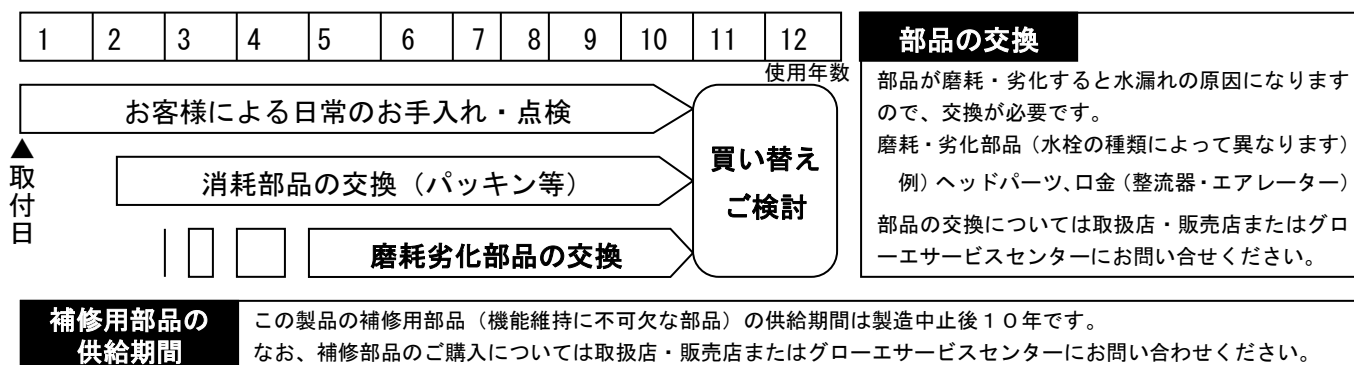 1 2 3 4 5 6 7 8 9 10 11 12
使用年数
お客様による日常のお手入れ・点検
▲
取付日
消耗部品の交換（パッキン等）
磨耗劣化部品の交換
買い替え
ご検討
部品の交換
部品が磨耗・劣化すると水漏れの原因になります
ので、交換が必要です。
磨耗・劣化部品（水栓の種類によって異なります）
例）ヘッドパーツ、口金（整流器・エアレーター）
部品の交換については取扱店・販売店またはグロ
ーエサービスセンターにお問い合せください。
補修用部品の
供給期間
この製品の補修用部品（機能維持に不可欠な部品）の供給期間は製造中止後１０年です。
なお、補修部品のご購入については取扱店・販売店またはグローエサービスセンターにお問い合わせください。